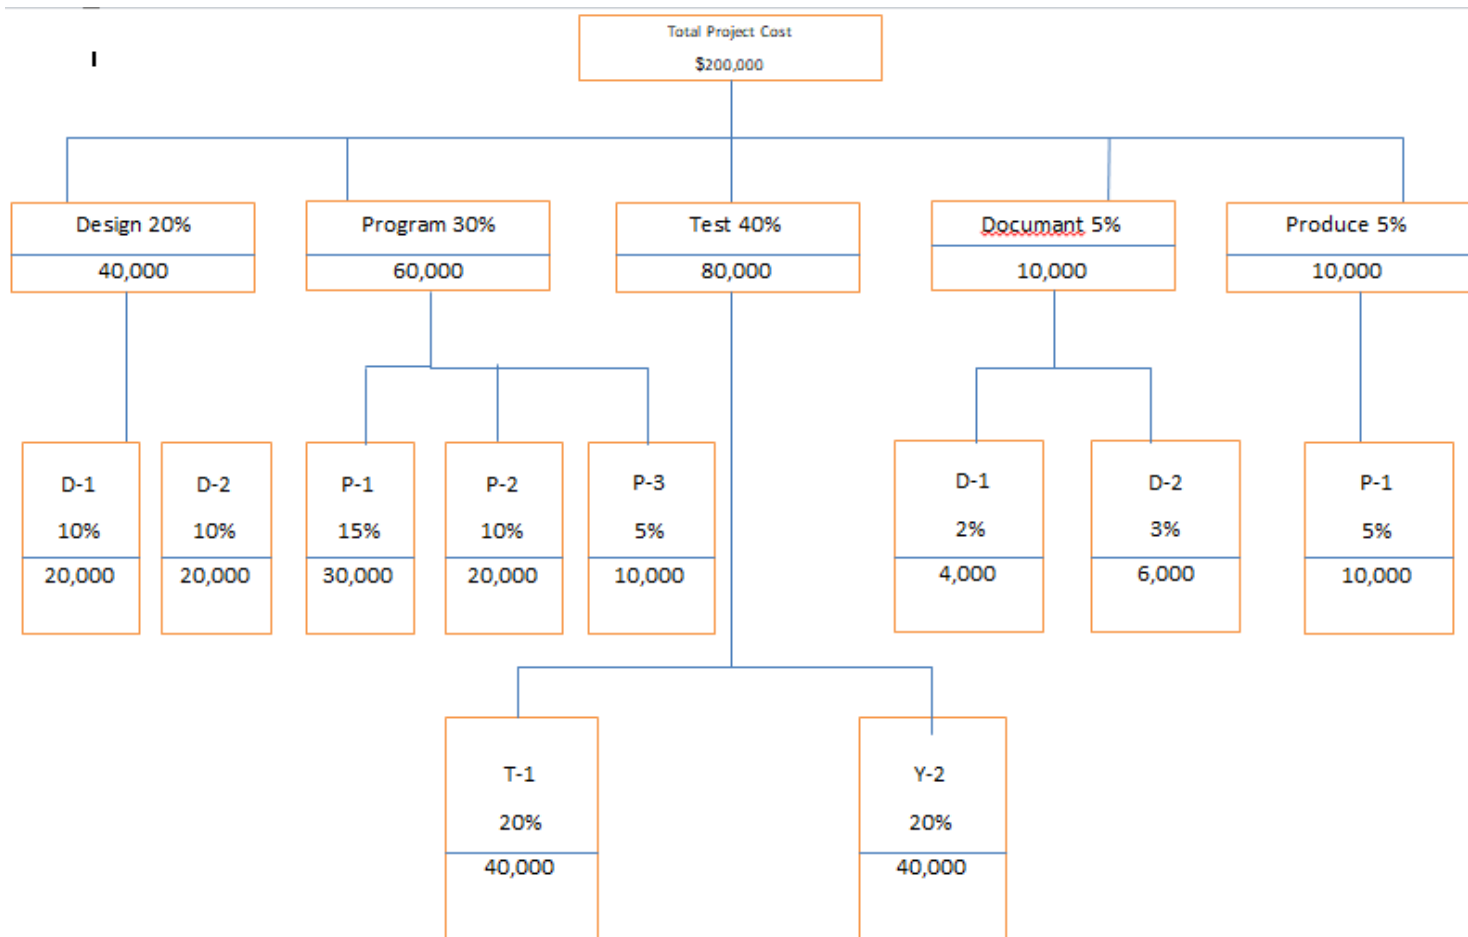 Total Project Cost
$200,000
I
Design 20%
40,000
Program 30%
60,000
Test 40%
80,000
Documant 5%
10,000
Produce 5%
10,000
D-1
10%
20,000
D-2
10%
20,000
P-1
15%
30,000
P-2
10%
20,000
P-3
5%
10,000
D-1
2%
4,000
D-2
3%
6,000
P-1
5%
10,000
T-1
20%
40,000
Y-2
20%
40,000